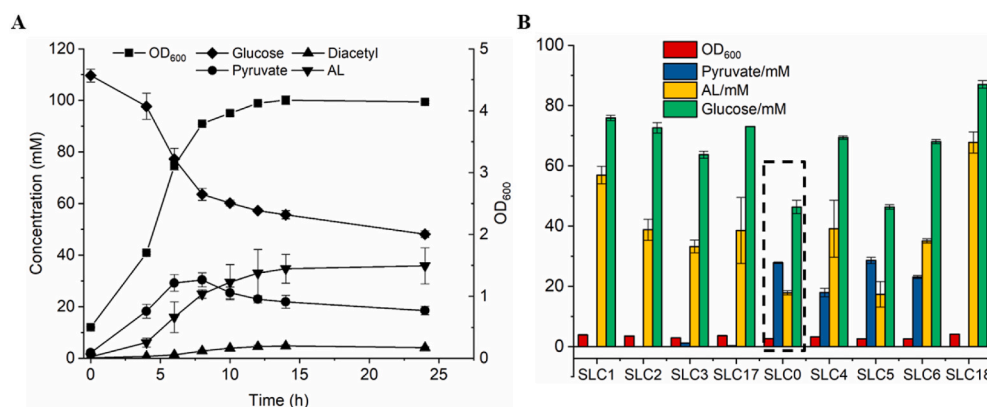 A
OD600 Glucose Diacetyl
Pyruvate AL
120
100
80
60
40
20
0
Concentration (mM)
5
4
3
2
1
0
OD600
0 5 10 15 20 25
Time (h)
B
OD600
Pyruvate/mM
AL/mM
Glucose/mM
100
80
60
40
20
0
SLC1 SLC2 SLC3 SLC17 SLC0 SLC4 SLC5 SLC6 SLC18